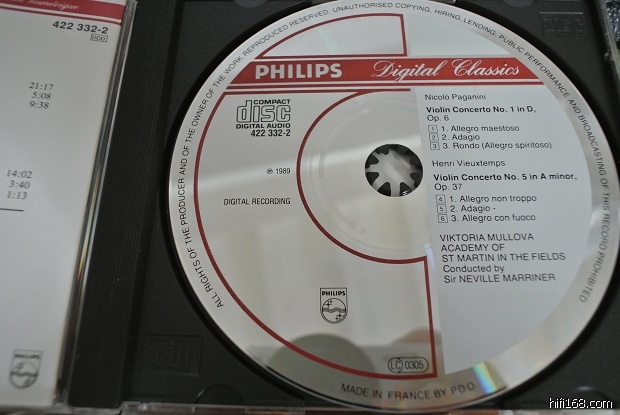 422 332-2
DDD
21:17
5:08
9:38
14:02
3:40
1:13
PHILIPS
ALL RIGHTS OF THE PRODUCER AND OF THE OWNER OF THE WORK REPRODUCED RESERVED. UNAUTHORISED COPYING, HIRING, LENDING, PUBLIC PERFORMANCE AND BROADCASTING OF THIS RECORD PROHIBITED
PHILIPS Digital Classics
COMPACT
disc
DIGITAL AUDIO
422 332-2
℗ 1989
DIGITAL RECORDING
Nicolò Paganini
Violin Concerto No. 1 in D,
Op. 6
1 1. Allegro maestoso
2 2. Adagio
3 3. Rondo (Allegro spiritoso)
Henri Vieuxtemps
Violin Concerto No. 5 in A minor,
Op. 37
4 1. Allegro non troppo
5 2. Adagio -
6 3. Allegro con fuoco
VIKTORIA MULLOVA
ACADEMY OF
ST MARTIN IN THE FIELDS
Conducted by
Sir NEVILLE MARRINER
PHILIPS
LC 0305
MADE IN FRANCE BY PDO
hifi168.com